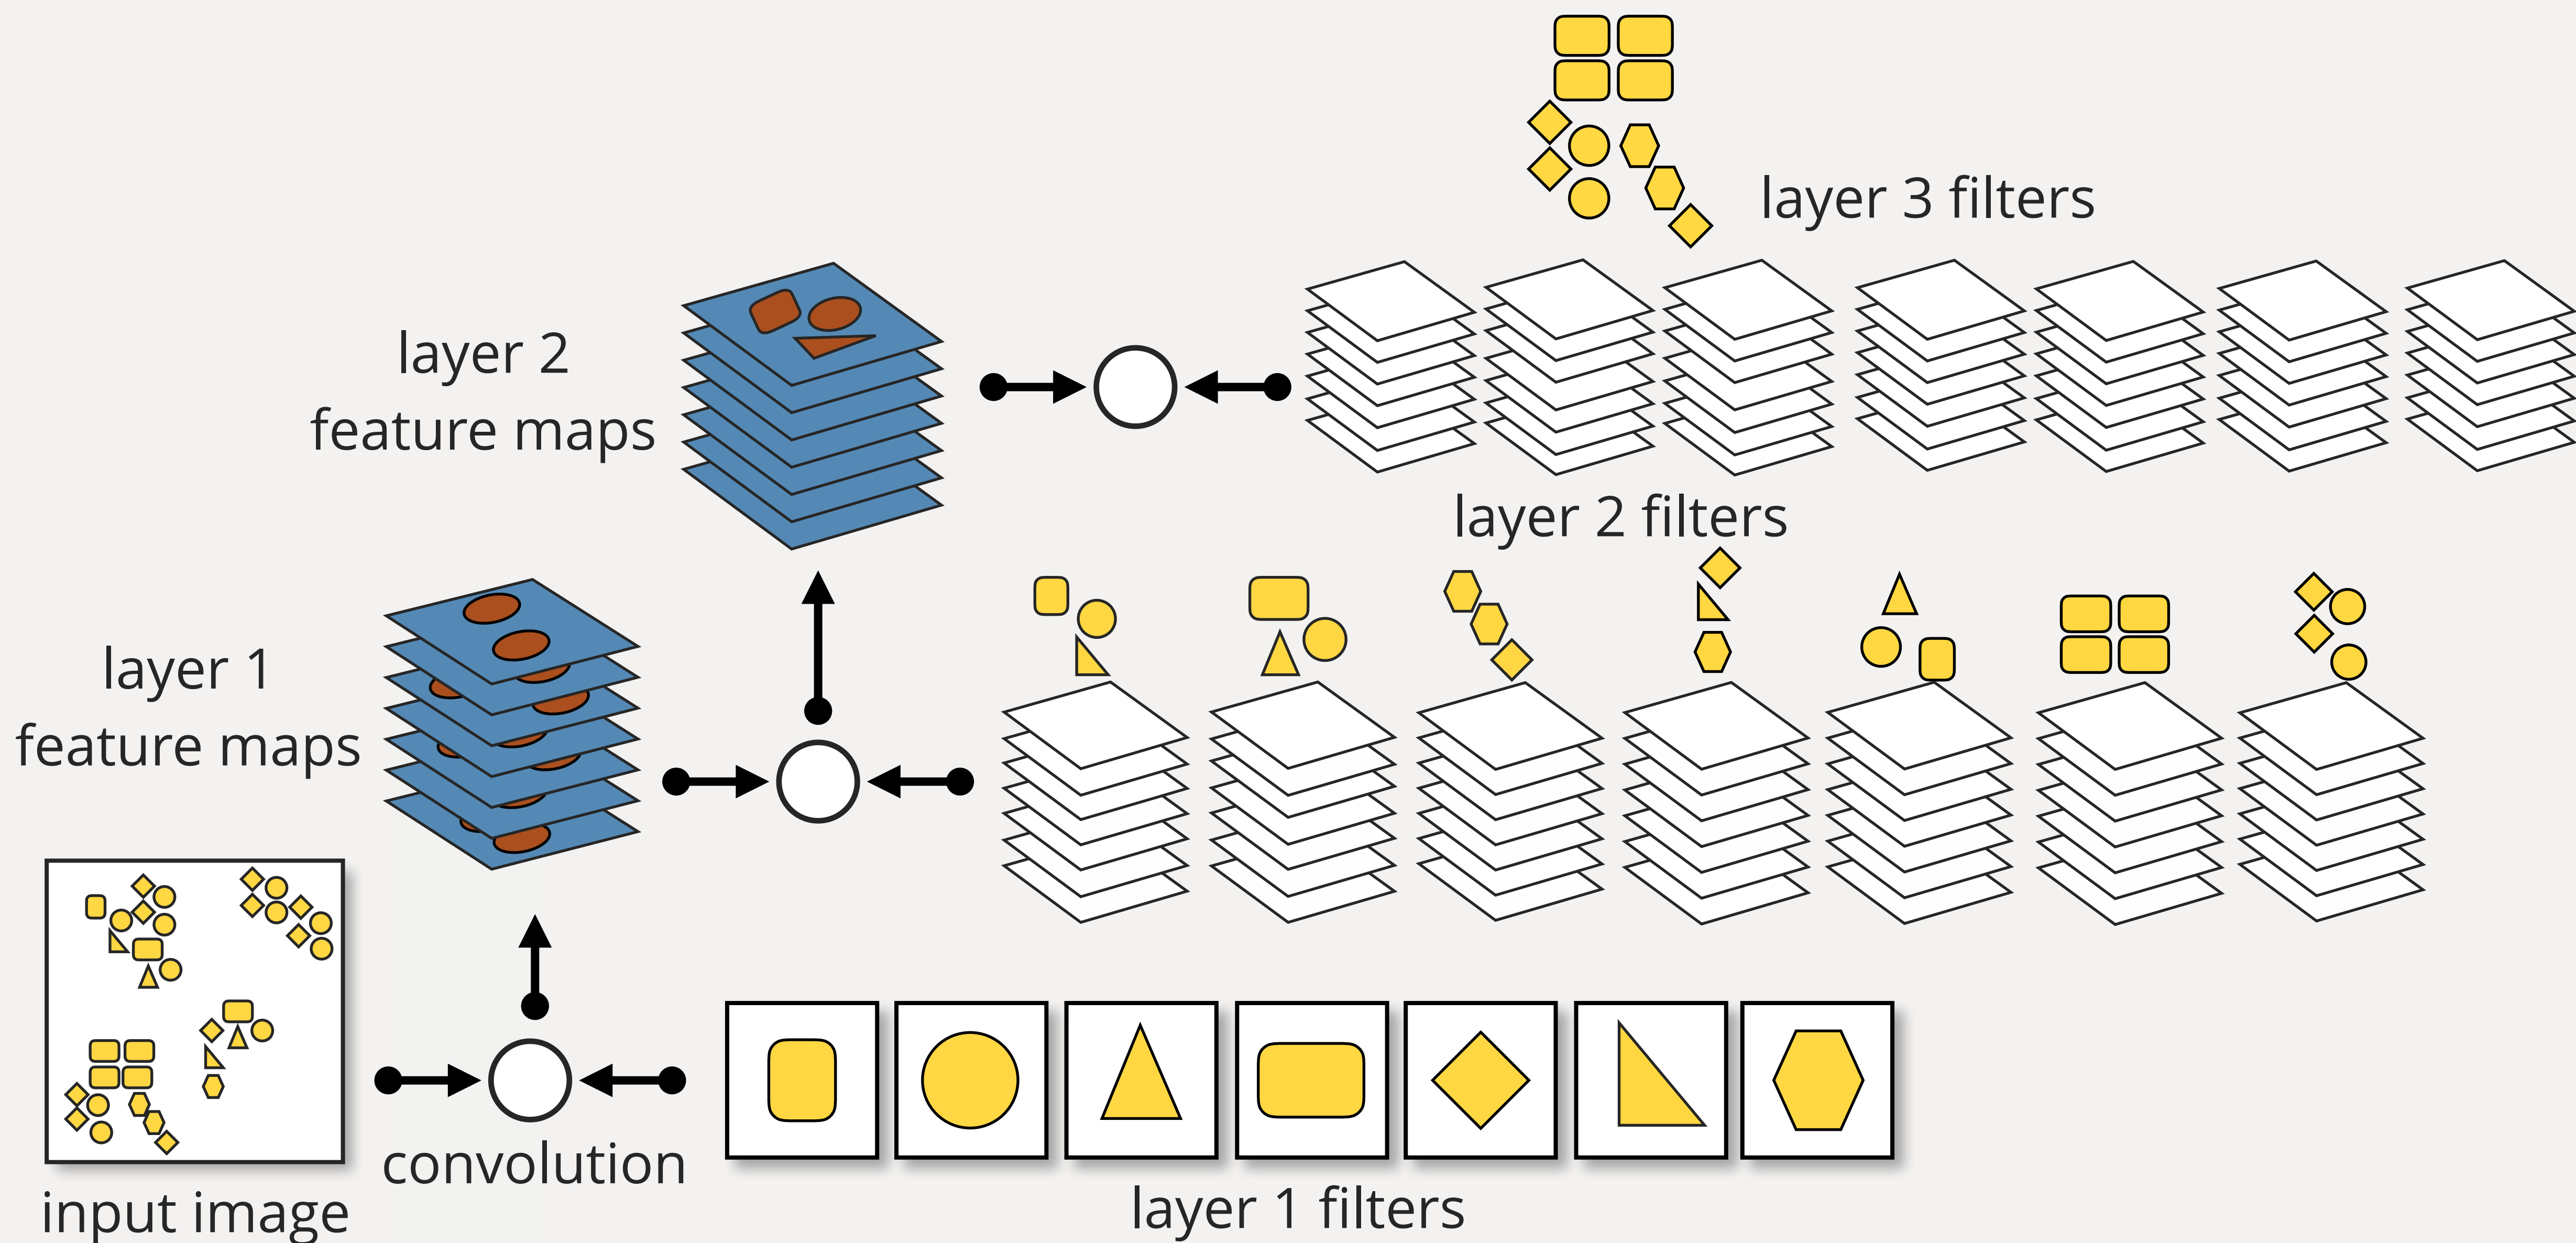 layer 3 filters
layer 2
feature maps
layer 2 filters
layer 1
feature maps
convolution
input image
layer 1 filters